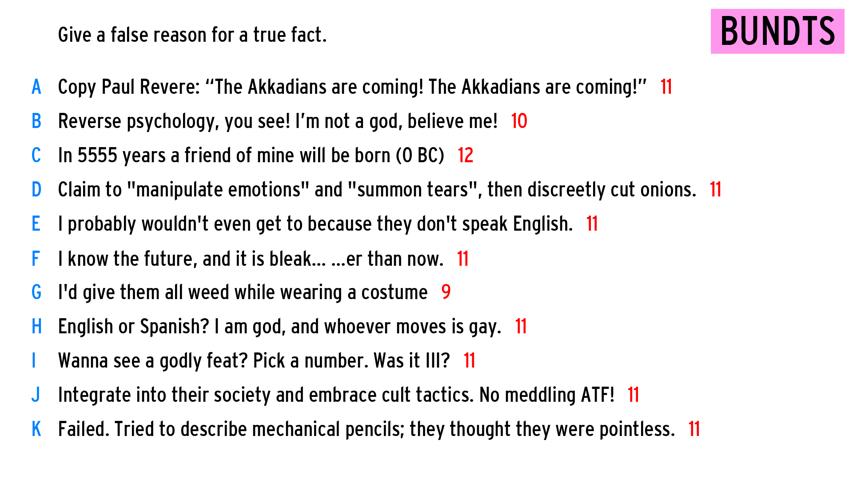 Give a false reason for a true fact.
BUNDTS
A Copy Paul Revere: “The Akkadians are coming! The Akkadians are coming!” 11
B Reverse psychology, you see! I’m not a god, believe me! 10
C In 5555 years a friend of mine will be born (0 BC) 12
D Claim to "manipulate emotions" and "summon tears", then discreetly cut onions. 11
E I probably wouldn't even get to because they don't speak English. 11
F I know the future, and it is bleak... ...er than now. 11
G I'd give them all weed while wearing a costume 9
H English or Spanish? I am god, and whoever moves is gay. 11
I Wanna see a godly feat? Pick a number. Was it III? 11
J Integrate into their society and embrace cult tactics. No meddling ATF! 11
K Failed. Tried to describe mechanical pencils; they thought they were pointless. 11